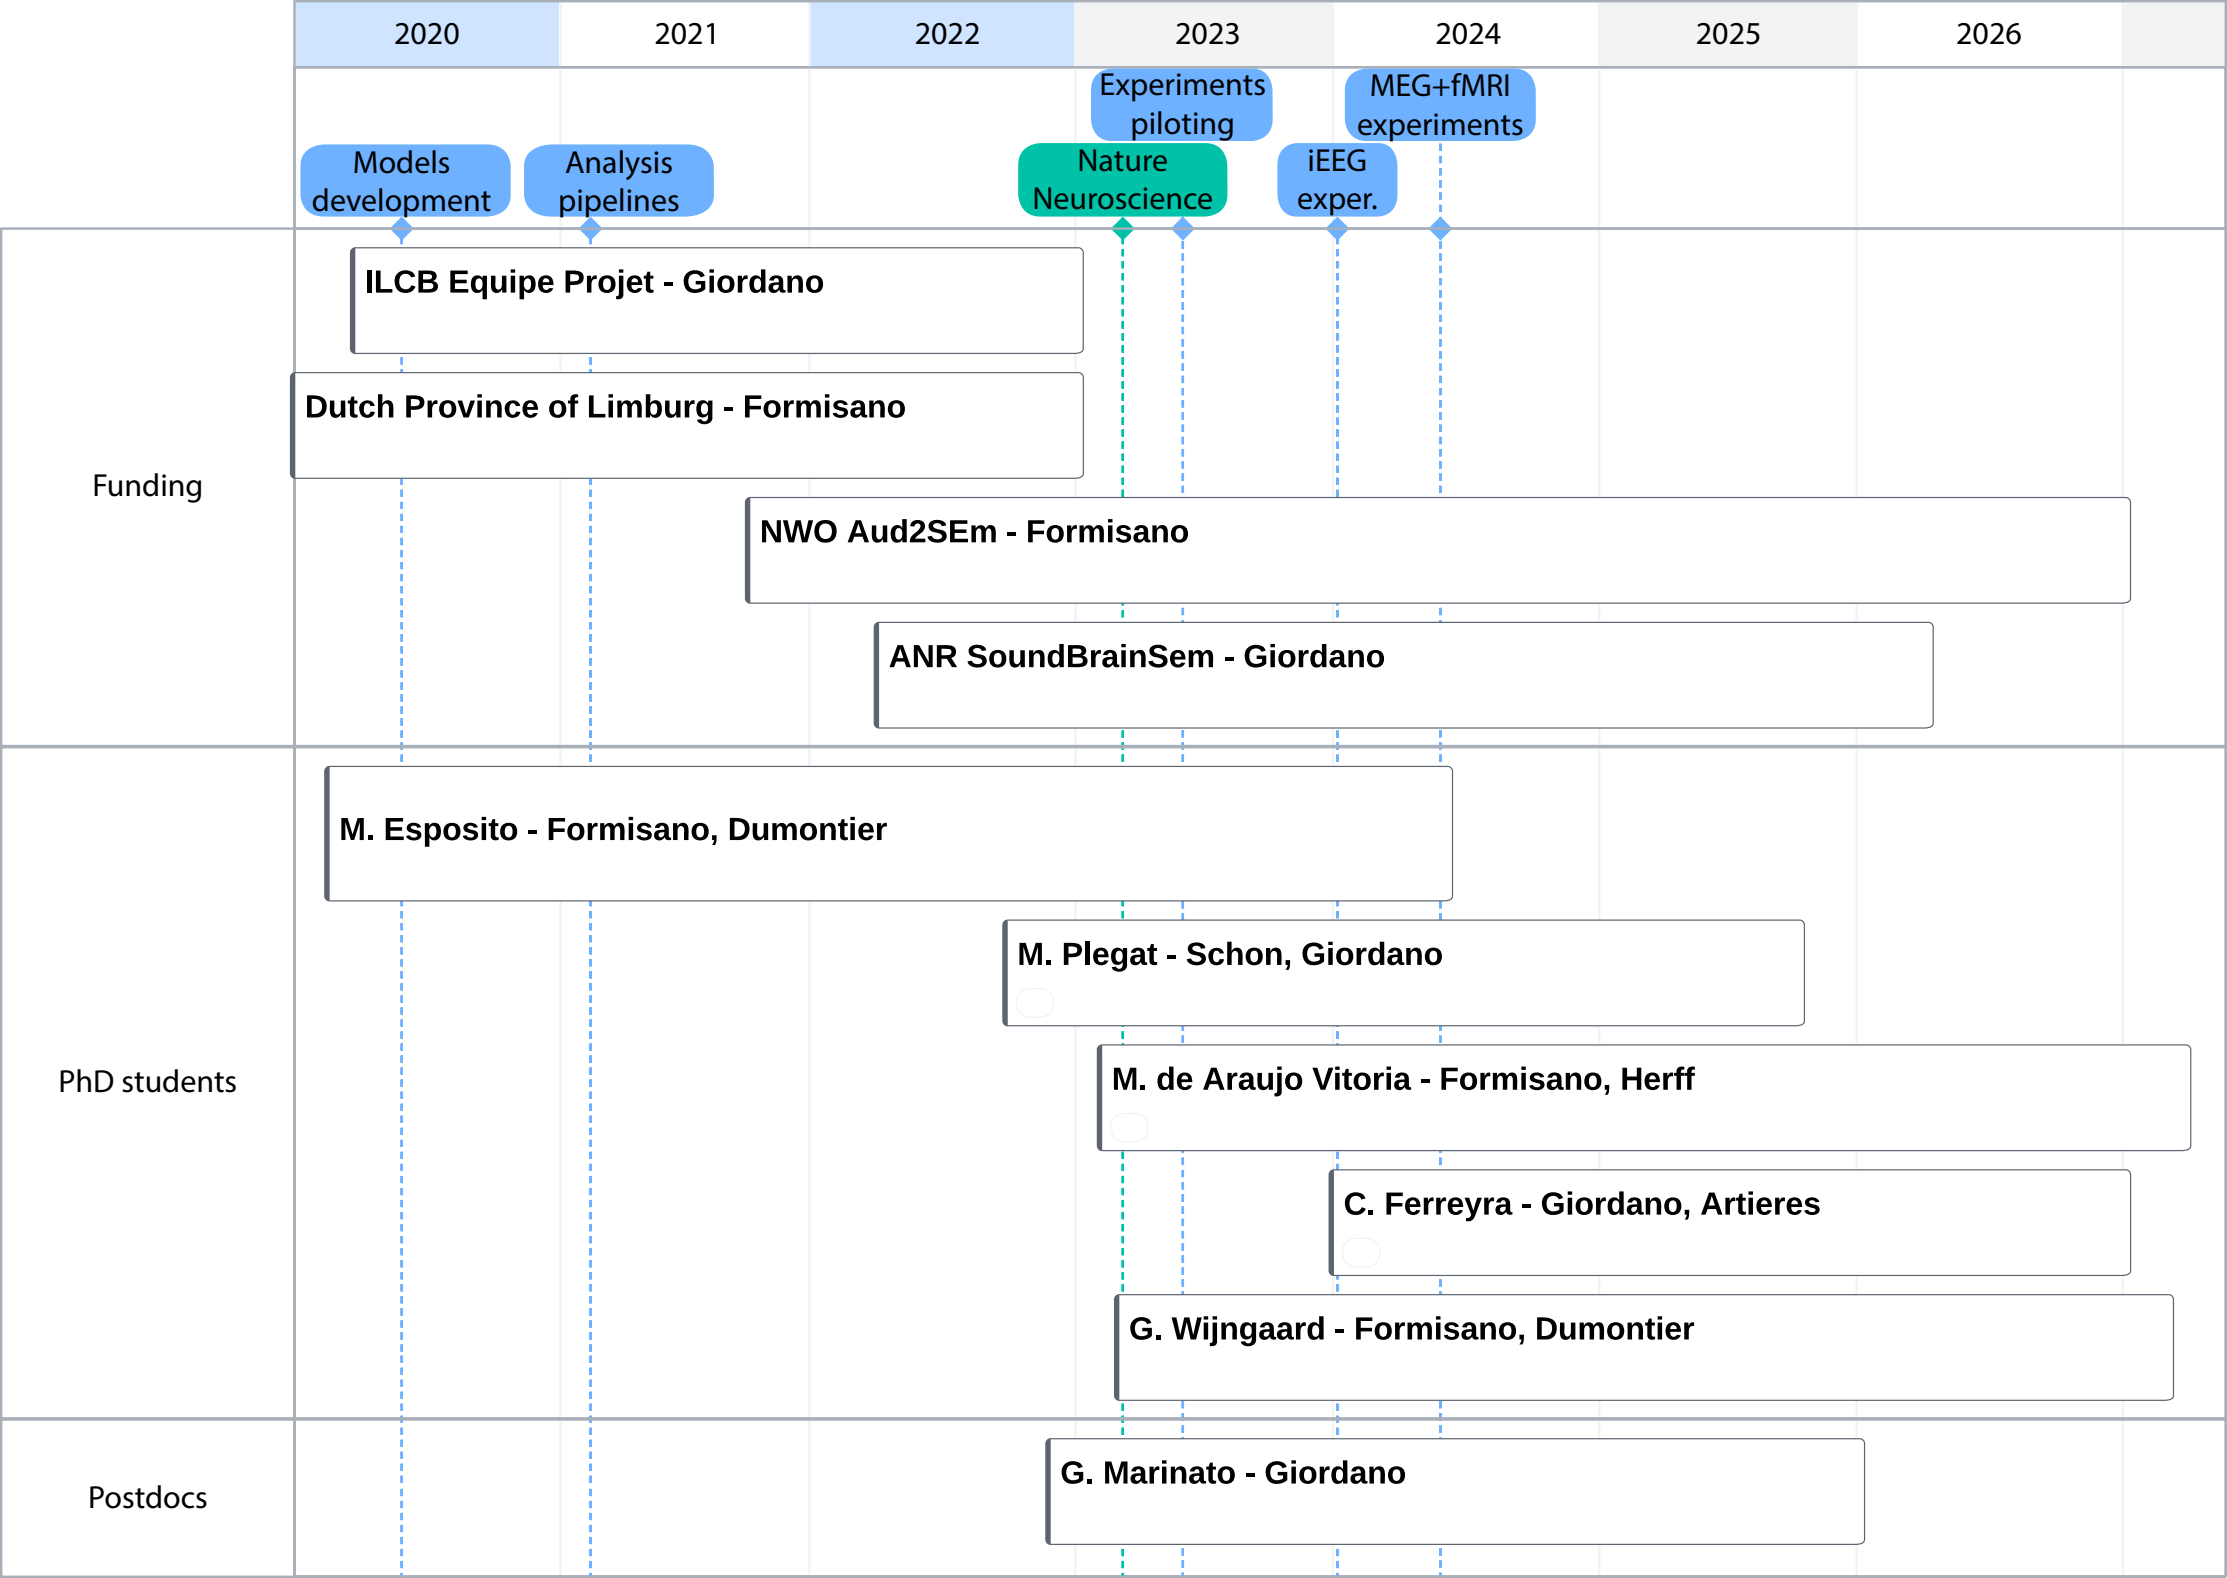 2020 2021 2022 2023 2024 2025 2026
Experiments
piloting
MEG+fMRI
experiments
Models
development
Analysis
pipelines
Nature
Neuroscience
iEEG
exper.
Funding
ILCB Equipe Projet - Giordano
Dutch Province of Limburg - Formisano
NWO Aud2SEm - Formisano
ANR SoundBrainSem - Giordano
PhD students
M. Esposito - Formisano, Dumontier
M. Plegat - Schon, Giordano
M. de Araujo Vitoria - Formisano, Herff
C. Ferreyra - Giordano, Artieres
G. Wijngaard - Formisano, Dumontier
Postdocs
G. Marinato - Giordano